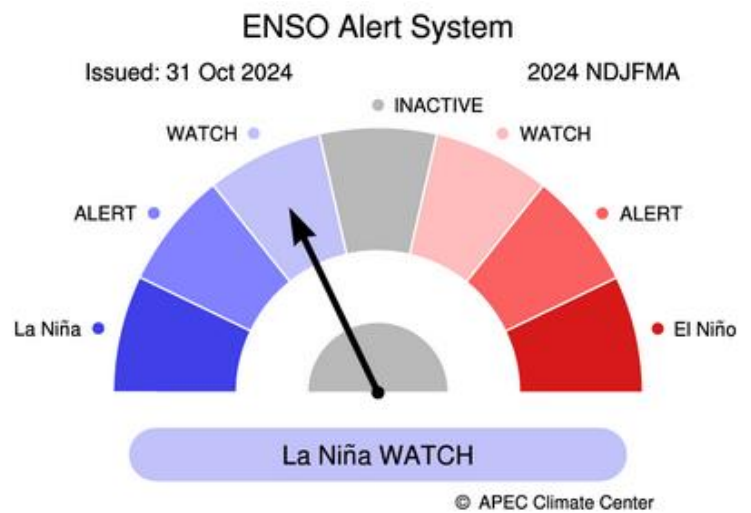 ENSO Alert System
Issued: 31 Oct 2024
2024 NDJFMA
INACTIVE
WATCH
WATCH
ALERT
ALERT
La Niña
El Niño
La Niña WATCH
© APEC Climate Center